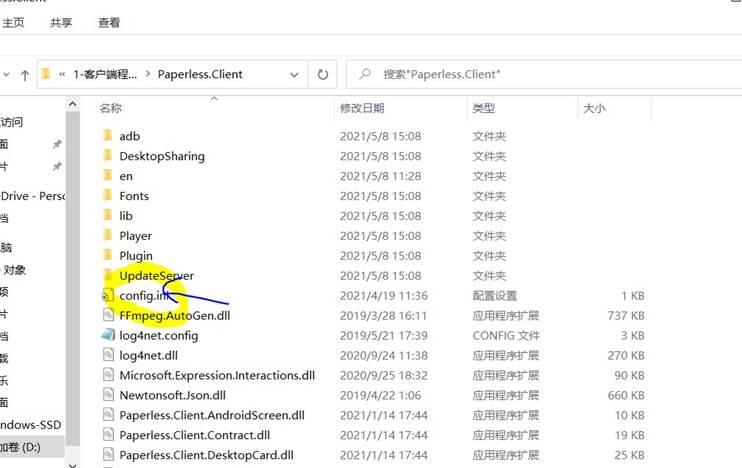 主页 共享 查看
« 1-客户端程... > Paperless.Client
搜索"Paperless.Client"
名称 修改日期 类型 大小
adb 2021/5/8 15:08 文件夹
DesktopSharing 2021/5/8 15:08 文件夹
en 2021/5/8 11:28 文件夹
Fonts 2021/5/8 15:08 文件夹
lib 2021/5/8 15:08 文件夹
Player 2021/5/8 15:08 文件夹
Plugin 2021/5/8 15:08 文件夹
UpdateServer 2021/5/8 15:08 文件夹
config.ini 2021/4/19 11:36 配置设置 1 KB
FFmpeg.AutoGen.dll 2019/3/28 16:11 应用程序扩展 737 KB
log4net.config 2019/5/21 17:39 CONFIG 文件 3 KB
log4net.dll 2020/9/24 11:38 应用程序扩展 270 KB
Microsoft.Expression.Interactions.dll 2020/9/25 18:32 应用程序扩展 90 KB
Newtonsoft.Json.dll 2019/4/22 1:06 应用程序扩展 660 KB
Paperless.Client.AndroidScreen.dll 2021/1/14 17:44 应用程序扩展 10 KB
Paperless.Client.Contract.dll 2021/1/14 17:44 应用程序扩展 19 KB
Paperless.Client.DesktopCard.dll 2021/1/14 17:44 应用程序扩展 25 KB
访问
面
片
Drive - Perso
档
脑
对象
项
片
档
载
乐
面
ndows-SSD
加卷 (D:)